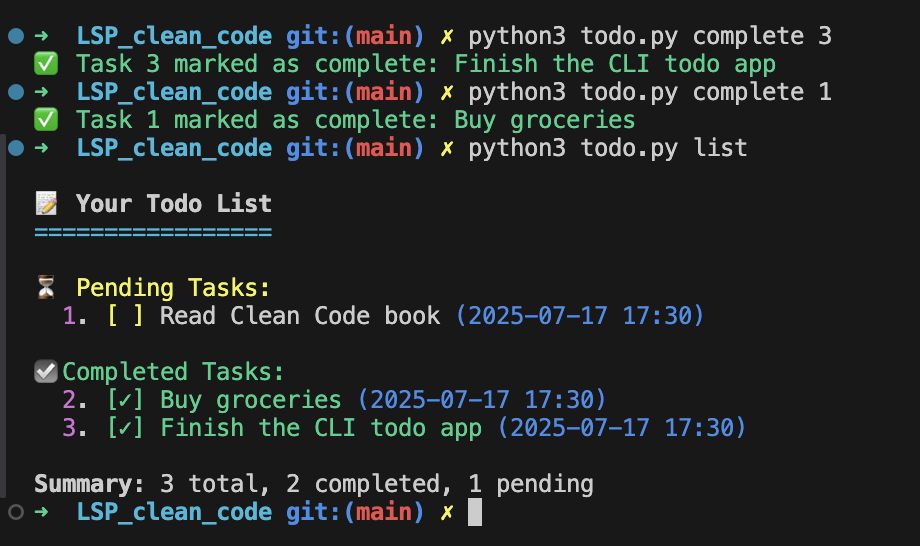 ➜  LSP_clean_code git:(main) ✗ python3 todo.py complete 3
✅ Task 3 marked as complete: Finish the CLI todo app
➜  LSP_clean_code git:(main) ✗ python3 todo.py complete 1
✅ Task 1 marked as complete: Buy groceries
➜  LSP_clean_code git:(main) ✗ python3 todo.py list
📝 Your Todo List
=================
⏳ Pending Tasks:
1. [ ] Read Clean Code book (2025-07-17 17:30)
☑️Completed Tasks:
2. [✓] Buy groceries (2025-07-17 17:30)
3. [✓] Finish the CLI todo app (2025-07-17 17:30)
Summary: 3 total, 2 completed, 1 pending
➜  LSP_clean_code git:(main) ✗